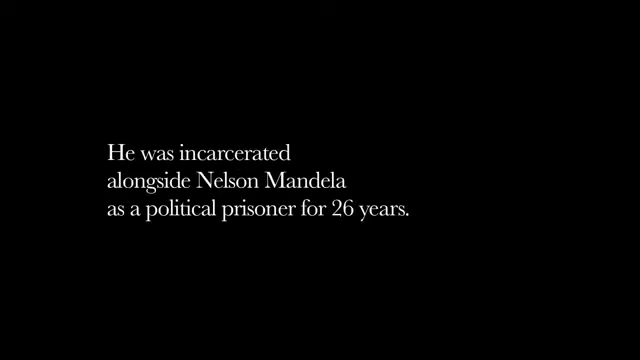 He was incarcerated
alongside Nelson Mandela
as a political prisoner for 26 years.